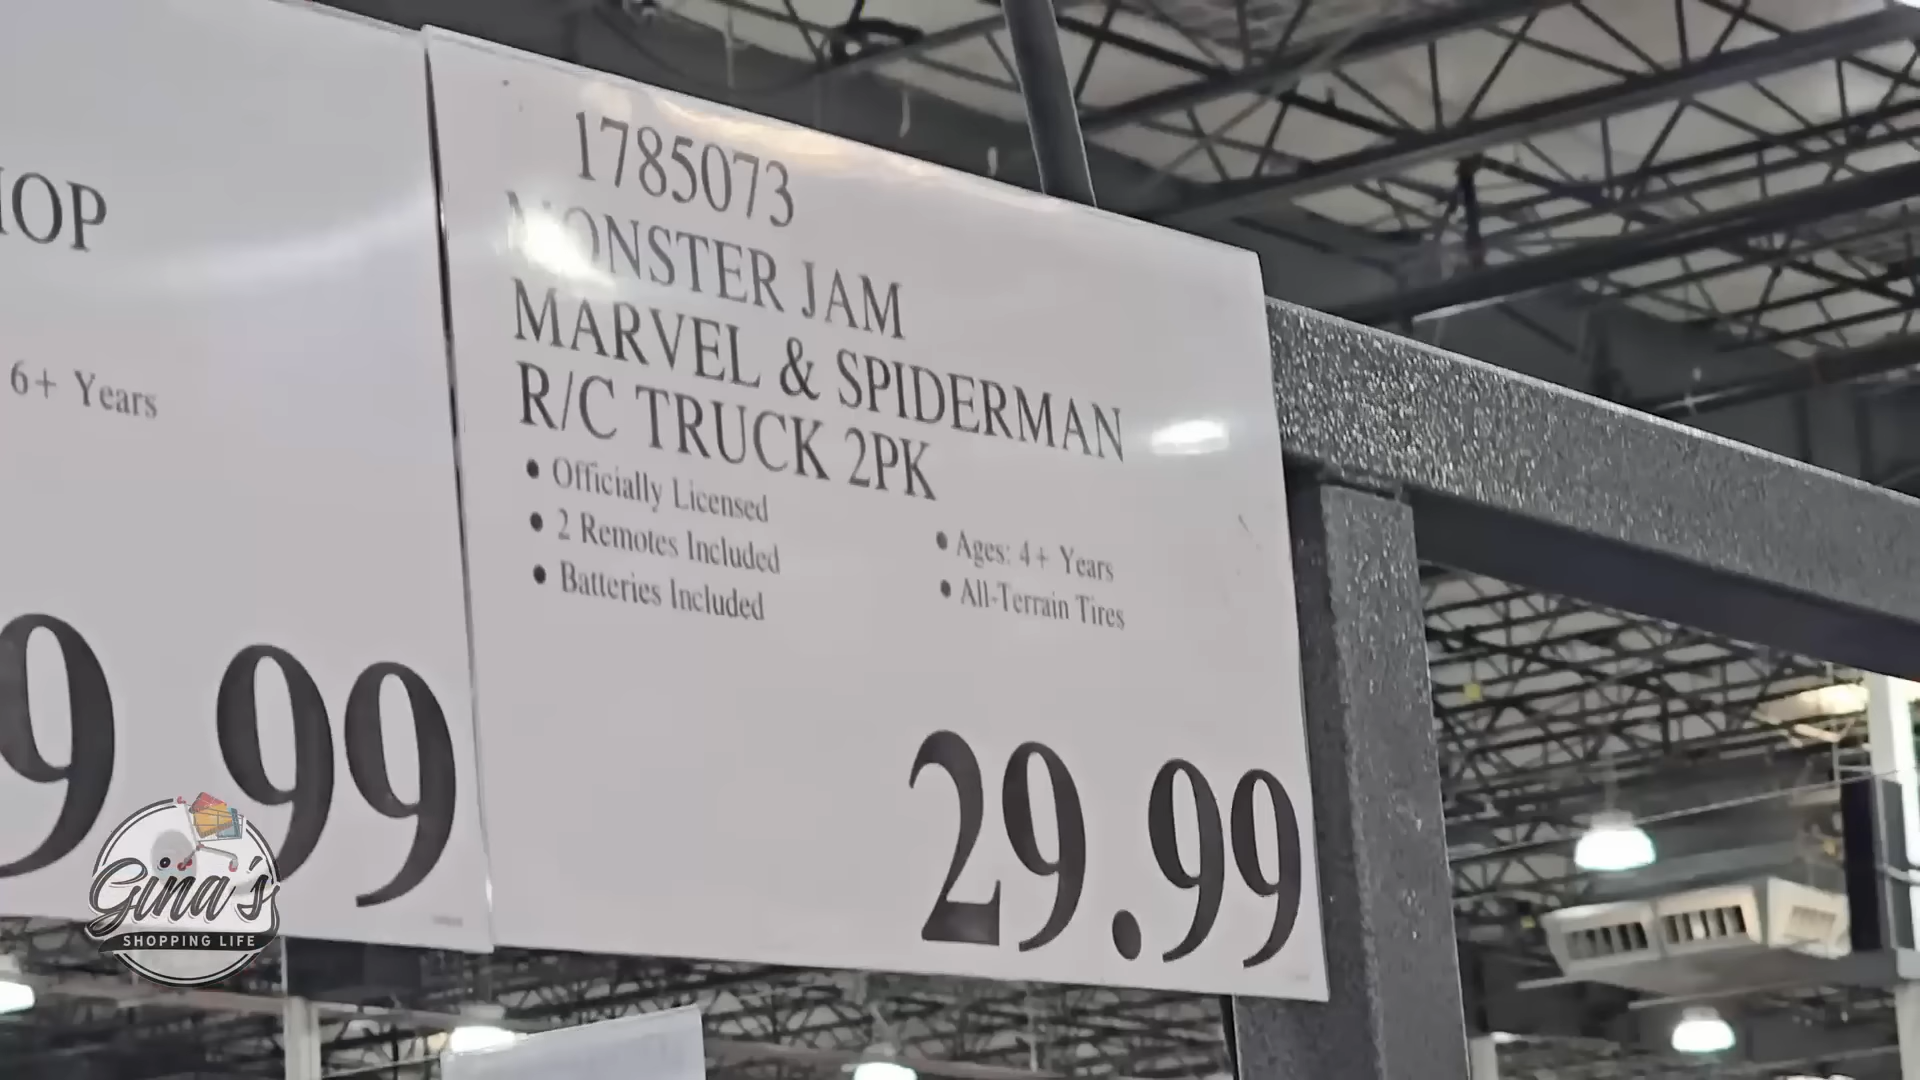 6+ Years
9.99
1785073
MONSTER JAM
MARVEL & SPIDERMAN
R/C TRUCK 2PK
• Officially Licensed
• 2 Remotes Included
• Batteries Included
• Ages: 4+ Years
• All-Terrain Tires
29.99
Gina's
SHOPPING LIFE